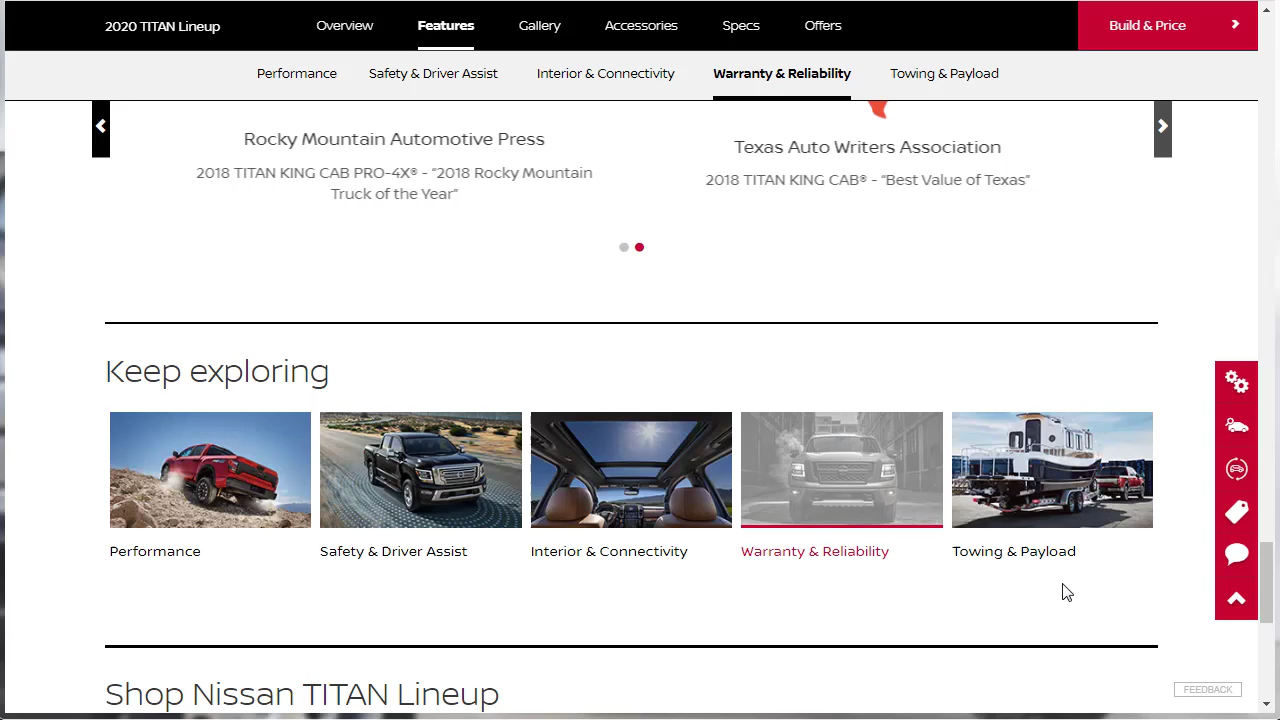 2020 TITAN Lineup
Overview
Features
Gallery
Accessories
Specs
Offers
Build & Price
Performance
Safety & Driver Assist
Interior & Connectivity
Warranty & Reliability
Towing & Payload
Rocky Mountain Automotive Press
2018 TITAN KING CAB PRO-4X® - “2018 Rocky Mountain
Truck of the Year”
Texas Auto Writers Association
2018 TITAN KING CAB® - “Best Value of Texas”
Keep exploring
Performance
Safety & Driver Assist
Interior & Connectivity
Warranty & Reliability
Towing & Payload
Shop Nissan TITAN Lineup
FEEDBACK